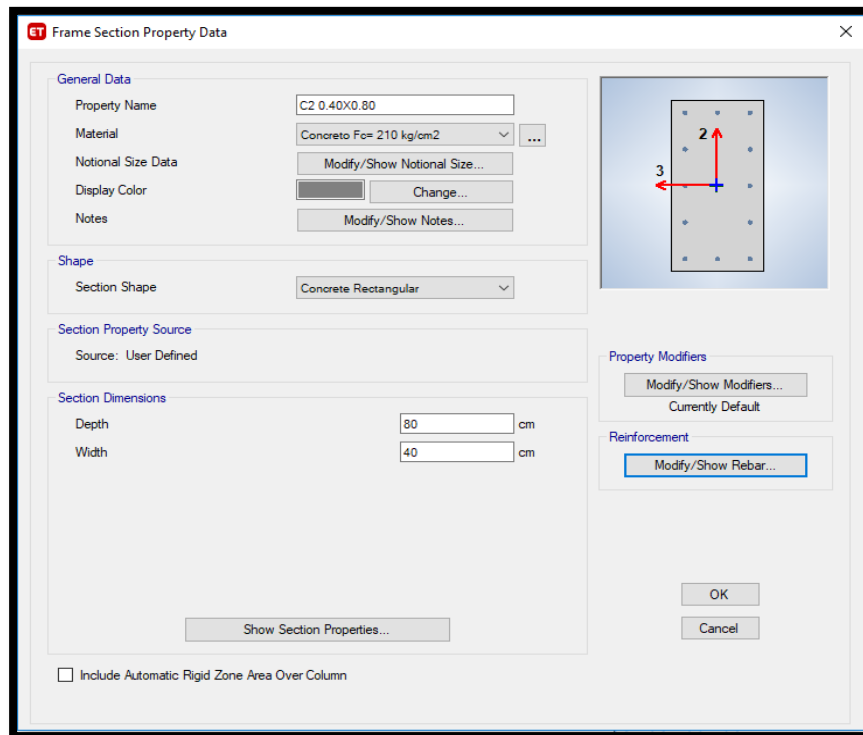 ET Frame Section Property Data
General Data
Property Name C2 0.40X0.80
Material Concreto Fc= 210 kg/cm2 ...
Notional Size Data Modify/Show Notional Size...
Display Color Change...
Notes Modify/Show Notes...
2
3
Shape
Section Shape Concrete Rectangular
Section Property Source
Source: User Defined
Property Modifiers
Modify/Show Modifiers...
Currently Default
Section Dimensions
Depth 80 cm
Width 40 cm
Reinforcement
Modify/Show Rebar...
OK
Show Section Properties...
Cancel
Include Automatic Rigid Zone Area Over Column